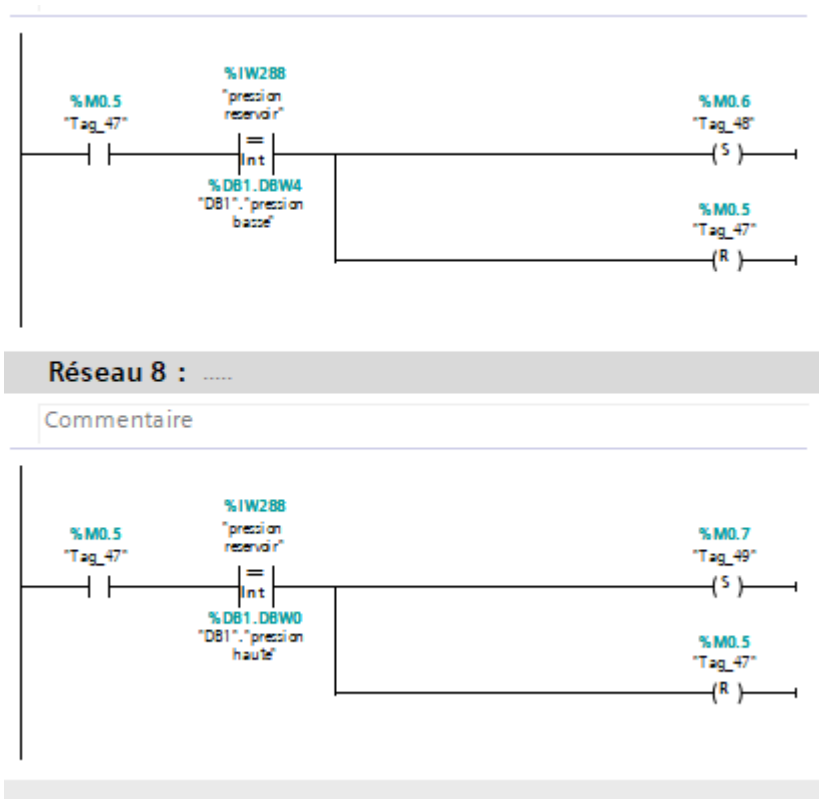 %IW288
"pression
reservoir"
%M0.5
"Tag_47"
%M0.6
"Tag_48"
=
Int
S
%DB1.DBW4
"DB1"."pression
basse"
%M0.5
"Tag_47"
R
Réseau 8 : .....
Commentaire
%IW288
"pression
reservoir"
%M0.5
"Tag_47"
%M0.7
"Tag_49"
=
Int
S
%DB1.DBW0
"DB1"."pression
haute"
%M0.5
"Tag_47"
R